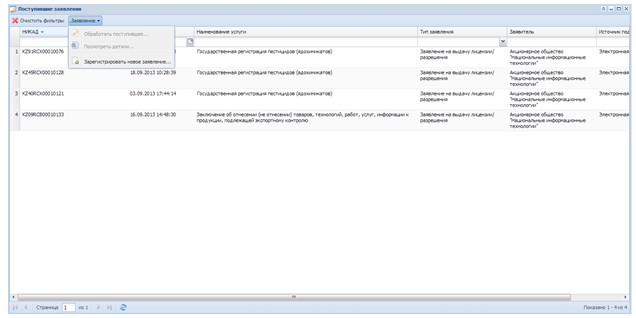 Поступившие заявления
Очистить фильтры Заявление
Обработать поступившее...
Посмотреть детали...
Зарегистрировать новое заявление...
НИКАД Наименование услуги Тип заявления Заявитель Источник под
1 KZ91RCX00010076 Государственная регистрация пестицидов (ядохимикатов) Заявление на выдачу лицензии/ Акционерное общество Электронная
разрешения "Национальные информационные
технологии"
2 KZ45RCX00010128 18.09.2013 10:28:39 Государственная регистрация пестицидов (ядохимикатов) Заявление на выдачу лицензии/ Акционерное общество Электронная
разрешения "Национальные информационные
технологии"
3 KZ40RCX00010121 03.09.2013 17:44:14 Государственная регистрация пестицидов (ядохимикатов) Заявление на выдачу лицензии/ Акционерное общество Электронная
разрешения "Национальные информационные
технологии"
4 KZ09RCB00010133 16.09.2013 14:48:30 Заключение об отнесении (не отнесении) товаров, технологий, работ, услуг, информации к Заявление на выдачу лицензии/ Акционерное общество Электронная
продукции, подлежащей экспортному контролю разрешения "Национальные информационные
технологии"
Страница 1 из 1 Показано 1 - 4 из 4